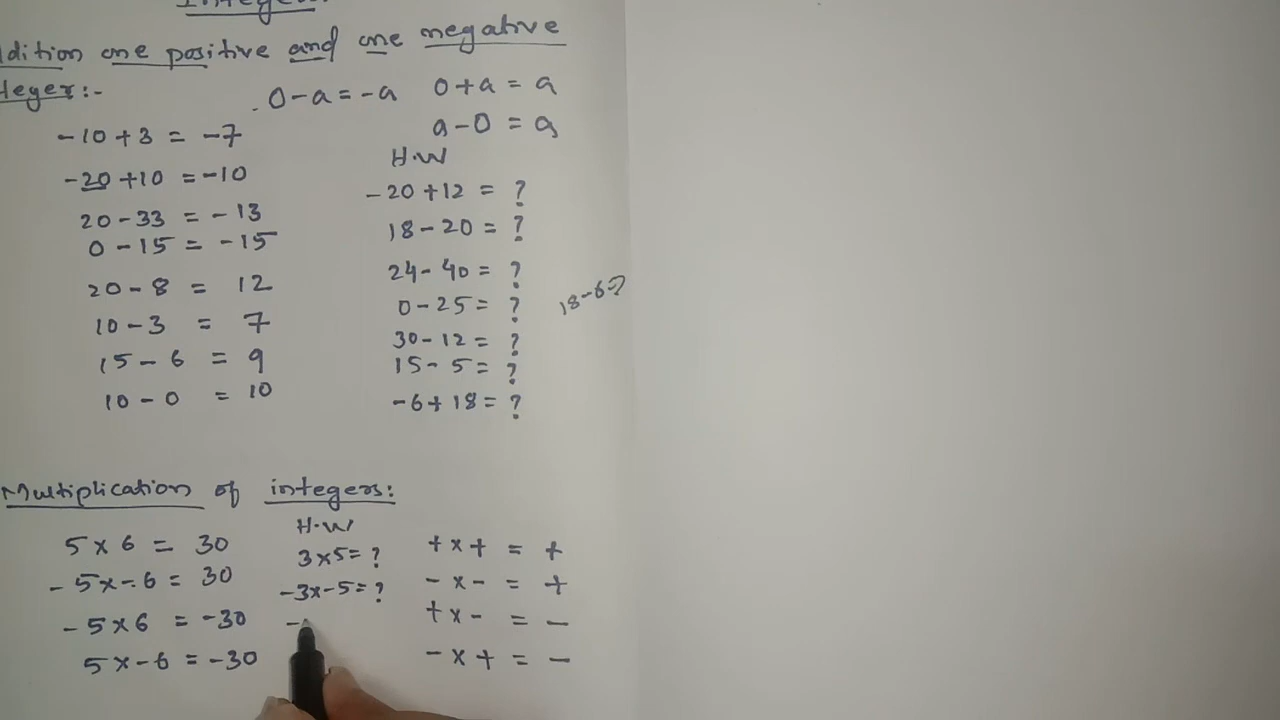 dition one positive and one negative
teger:-
0-a=-a 0+a = a
a-0 = a
-10+3 = -7
-20+10 =-10
20-33 = -13
0-15 = -15
20-8 = 12
10-3 = 7
15-6 = 9
10-0 = 10
H.W
-20+12 = ?
18-20 = ?
24-40 = ?
0-25 = ?
30-12 = ?
15-5 = ?
-6+18 = ?
18-6=?
Multiplication of integers:
5x6 = 30
-5x-6 = 30
-5x6 = -30
5x-6 = -30
H.W
3x5=?
-3x-5=?
-
+x+ = +
-x- = +
+x- = -
-x+ = -